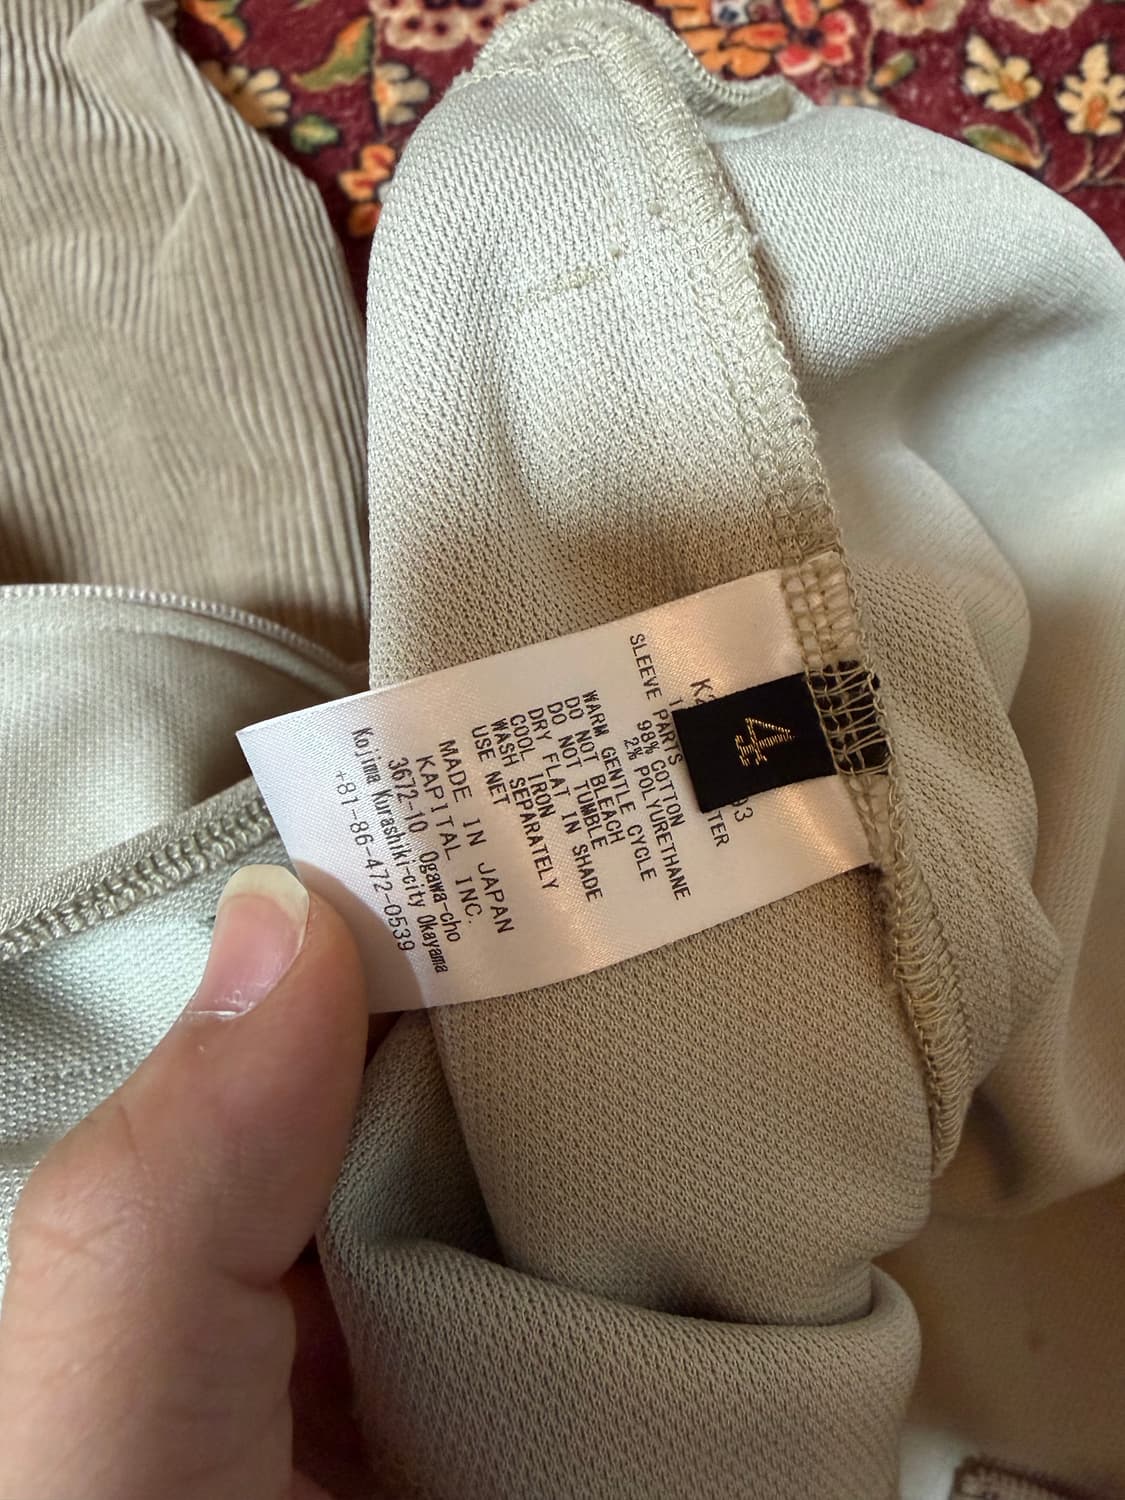 4
SLEEVE PARTS
98% COTTON
2% POLYURETHANE
WARM GENTLE CYCLE
DO NOT BLEACH
DO NOT TUMBLE
DRY FLAT IN SHADE
COOL IRON
WASH SEPARATELY
USE NET
MADE IN JAPAN
KAPITAL INC.
3672-10 Ogawa-cho
Kojima Kurashiki-city Okayama
+81-86-472-0539